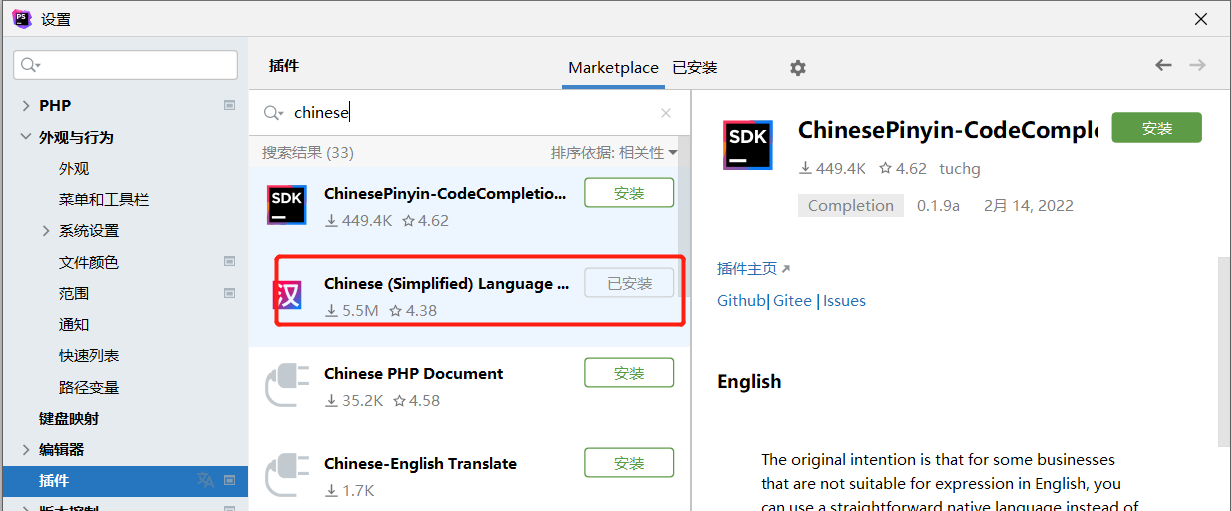 PS 设置
插件
Marketplace 已安装
PHP
外观与行为
外观
菜单和工具栏
系统设置
文件颜色
范围
通知
快速列表
路径变量
键盘映射
编辑器
插件
版本控制
chinese
搜索结果 (33) 排序依据: 相关性
SDK
ChinesePinyin-CodeCompletio... 安装
449.4K 4.62
汉
Chinese (Simplified) Language ... 已安装
5.5M 4.38
Chinese PHP Document 安装
35.2K 4.58
Chinese-English Translate 安装
1.7K
SDK
ChinesePinyin-CodeComple 安装
449.4K 4.62 tuchg
Completion 0.1.9a 2月 14, 2022
插件主页
Github| Gitee | Issues
English
The original intention is that for some businesses
that are not suitable for expression in English, you
can use a straightforward native language instead of